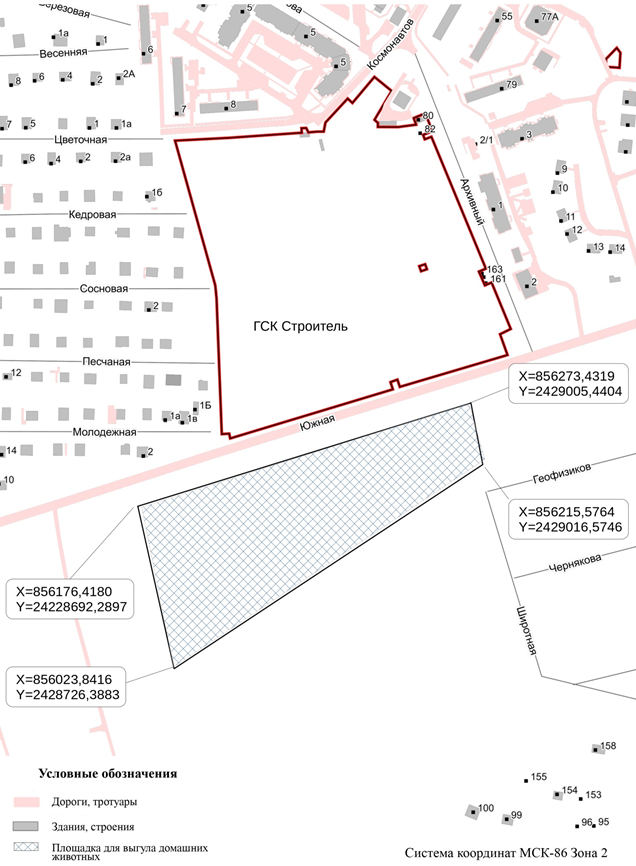 Березовая
ова
5
55
77А
Весенняя
1а
1
6
5
5
Космонавтов
8
6
4
2
2А
79
7
8
7
5
1
1а
80
82
2/1
3
Цветочная
6
4
2
2а
9
10
1б
Архивный
1
11
12
Кедровая
13
14
163
161
2
Сосновая
2
ГСК Строитель
Песчаная
12
X=856273,4319
Y=2429005,4404
1Б
1а
1в
Южная
Молодежная
14
2
10
Геофизиков
X=856215,5764
Y=2429016,5746
Чернякова
X=856176,4180
Y=24228692,2897
Широтная
X=856023,8416
Y=2428726,3883
158
Условные обозначения
155
154
153
Дороги, тротуары
100
99
96
95
Здания, строения
Площадка для выгула домашних
животных
Система координат МСК-86 Зона 2